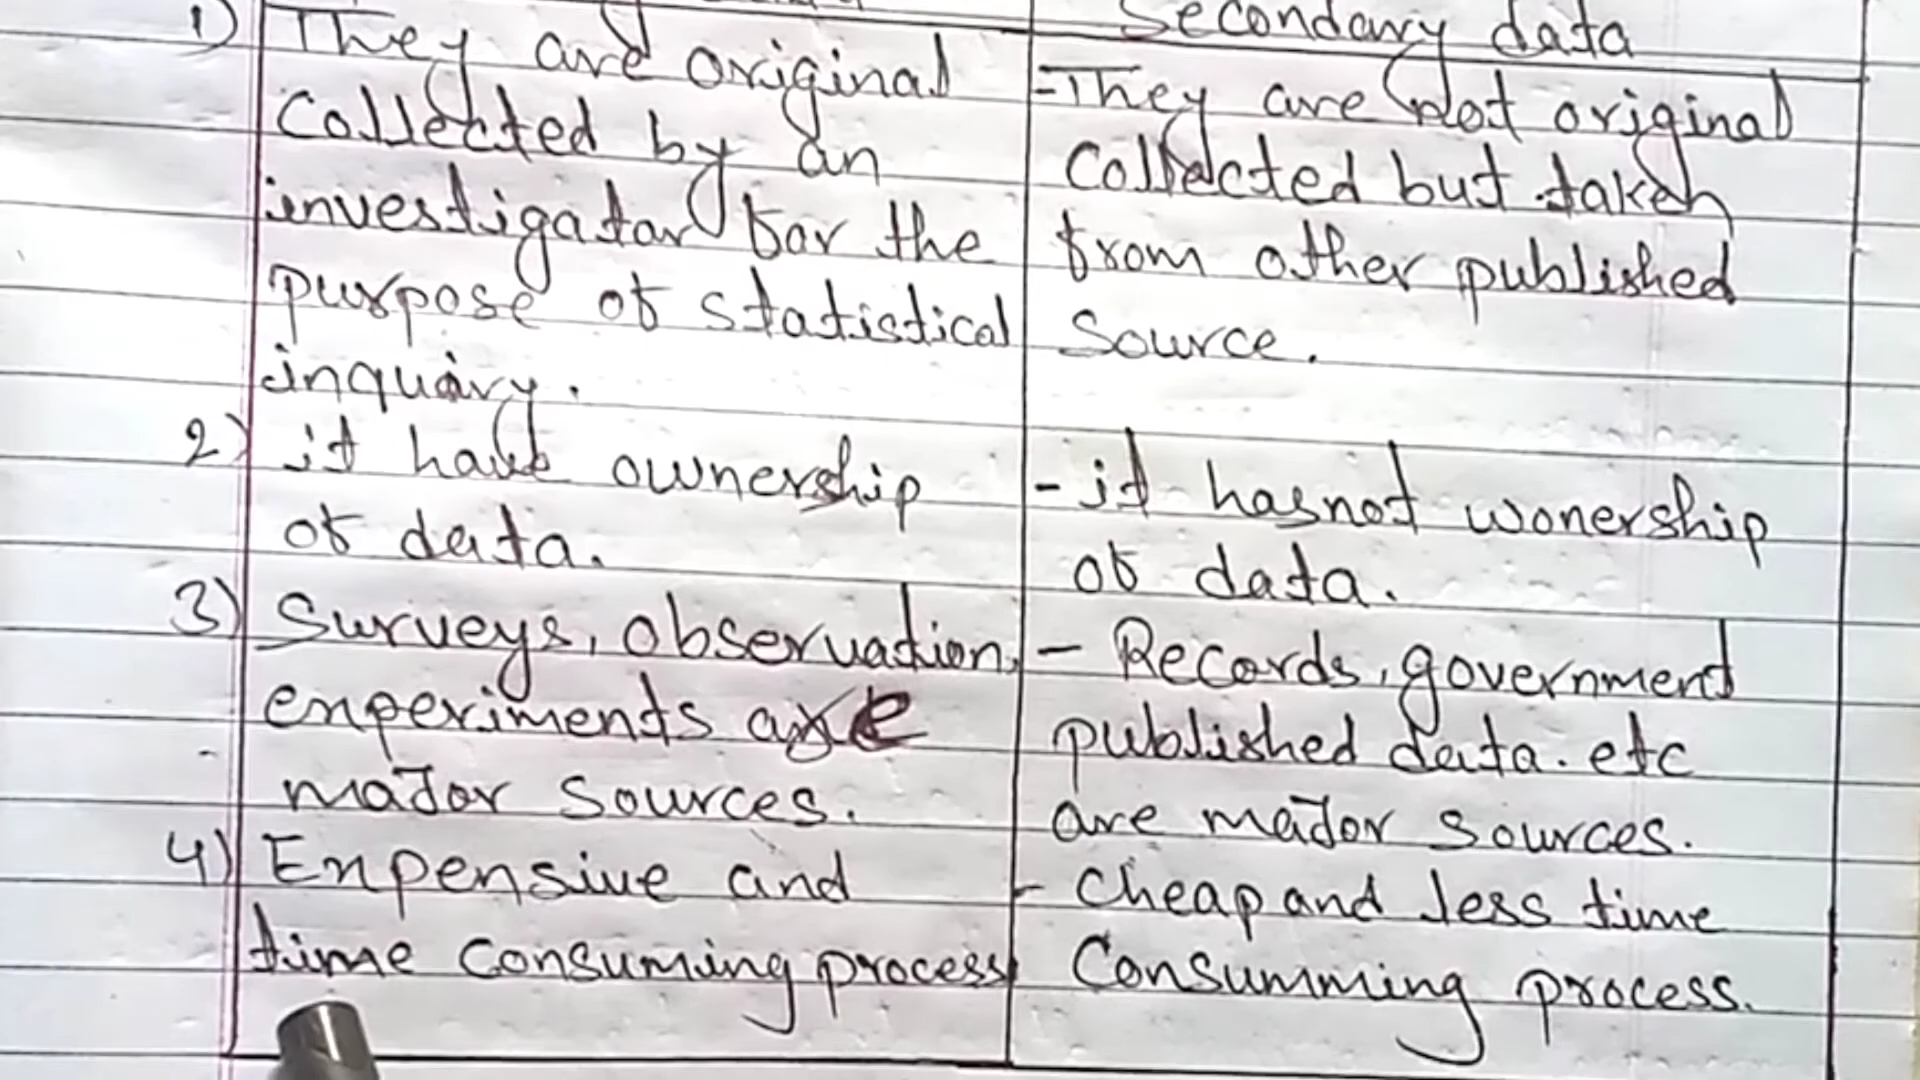 Secondary data
1) They are original
collected by an
investigator for the
purpose of statistical
inquiry.
- They are not original
collected but taken
from other published
source.
2) it have ownership
of data.
- it hasnot wonership
of data.
3) Surveys, observation,
experiments are
major sources.
- Records, government
published data. etc
are major sources.
4) Expensive and
time consuming process
- cheap and less time
Consumming process.